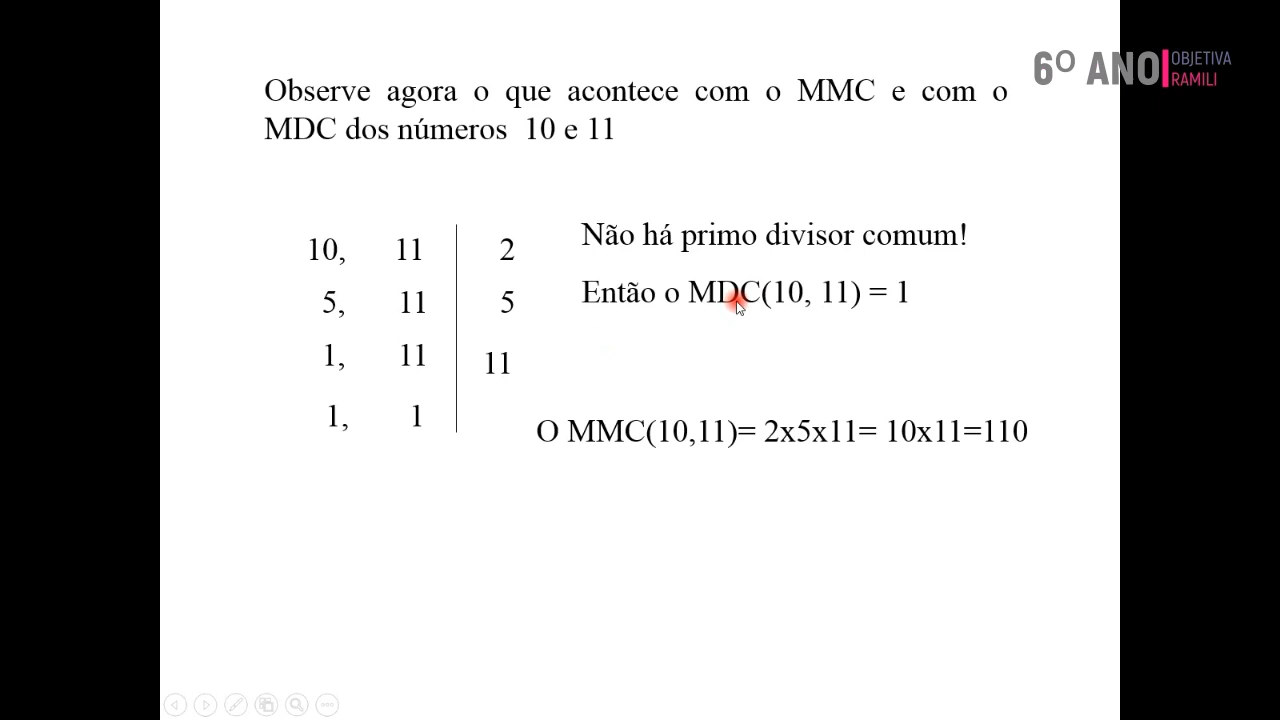 6º ANO
OBJETIVA
RAMILI
Observe agora o que acontece com o MMC e com o
MDC dos números 10 e 11
10, 11 2
5, 11 5
1, 11 11
1, 1
Não há primo divisor comum!
Então o MDC(10, 11) = 1
O MMC(10,11)= 2x5x11= 10x11=110